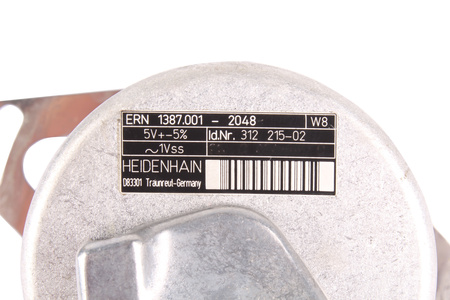 ERN 1387.001 - 2048 W8.
5V+-5% Id.Nr. 312 215-02
~1Vss
HEIDENHAIN
D83301 Traunreut-Germany